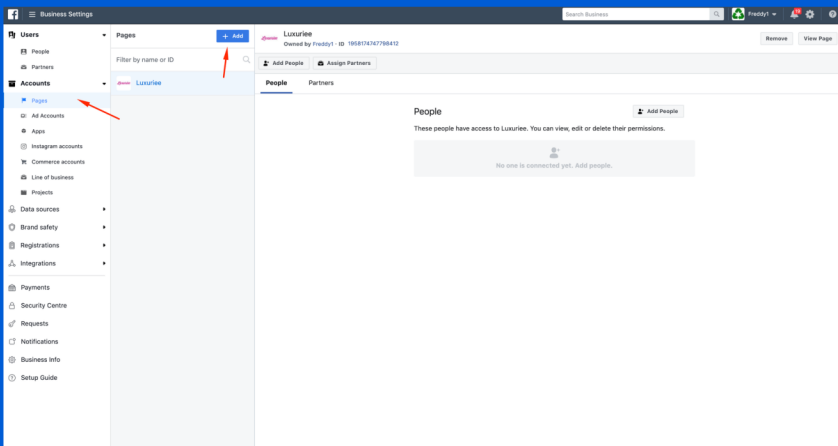 Business Settings
Search Business
Freddy1
Users
People
Partners
Accounts
Pages
Ad Accounts
Apps
Instagram accounts
Commerce accounts
Line of business
Projects
Data sources
Brand safety
Registrations
Integrations
Payments
Security Centre
Requests
Notifications
Business Info
Setup Guide
Pages
+ Add
Filter by name or ID
Luxuriee
Luxuriee
Owned by Freddy1 · ID 1958174747798412
Remove
View Page
Add People
Assign Partners
People
Partners
People
Add People
These people have access to Luxuriee. You can view, edit or delete their permissions.
No one is connected yet. Add people.